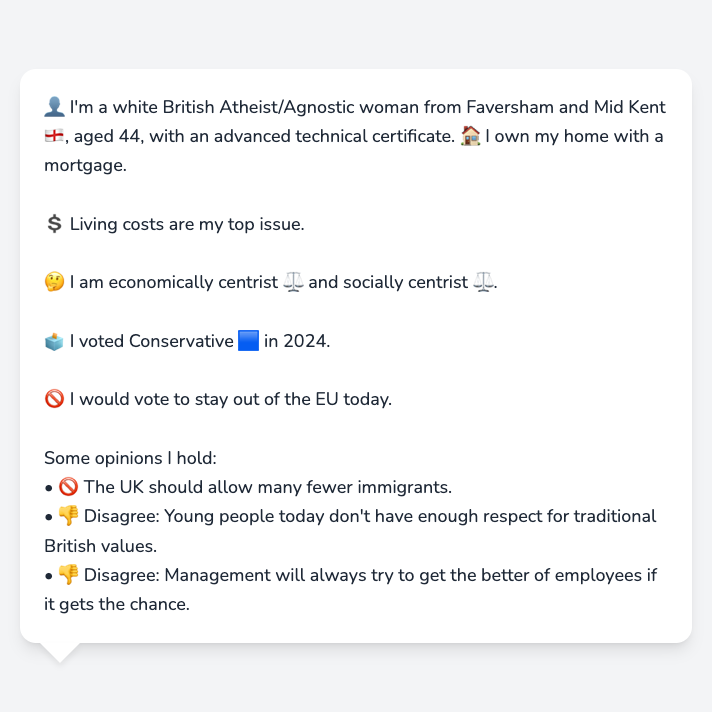 👤 I'm a white British Atheist/Agnostic woman from Faversham and Mid Kent
🏴󠁧󠁢󠁥󠁮󠁧󠁿, aged 44, with an advanced technical certificate. 🏠 I own my home with a
mortgage.
💲 Living costs are my top issue.
🤔 I am economically centrist ⚖️ and socially centrist ⚖️.
🗳️ I voted Conservative 🟦 in 2024.
🚫 I would vote to stay out of the EU today.
Some opinions I hold:
• 🚫 The UK should allow many fewer immigrants.
• 👎 Disagree: Young people today don't have enough respect for traditional
British values.
• 👎 Disagree: Management will always try to get the better of employees if
it gets the chance.